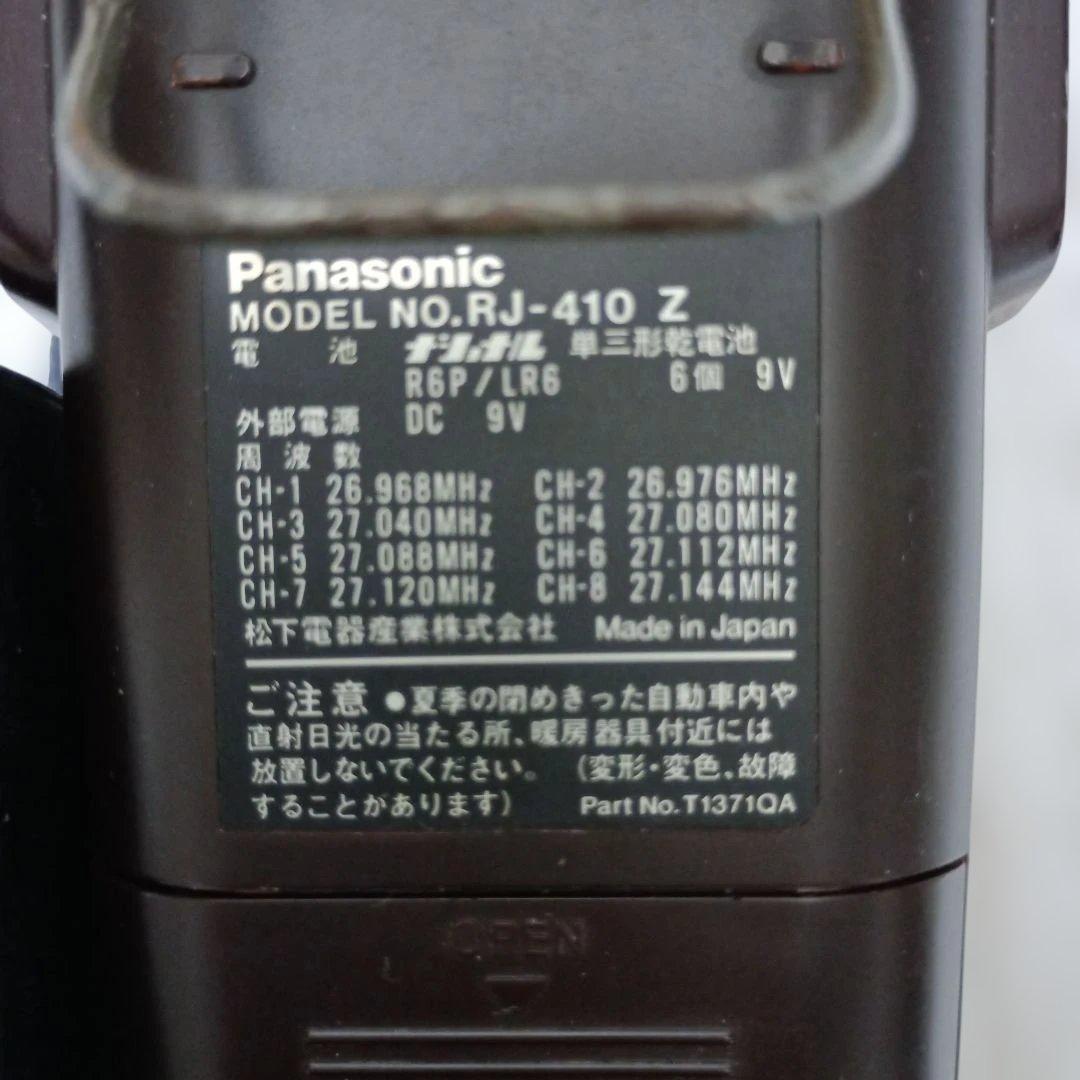 Panasonic
MODEL NO.RJ-410 Z
電池 ナショナル 単三形乾電池
R6P/LR6 6個 9V
外部電源 DC 9V
周波数
CH-1 26.968MHz CH-2 26.976MHz
CH-3 27.040MHz CH-4 27.080MHz
CH-5 27.088MHz CH-6 27.112MHz
CH-7 27.120MHz CH-8 27.144MHz
松下電器産業株式会社 Made in Japan
ご注意 ●夏季の閉めきった自動車内や
直射日光の当たる所、暖房器具付近には
放置しないでください。(変形・変色、故障
することがあります) Part No.T1371QA
OPEN